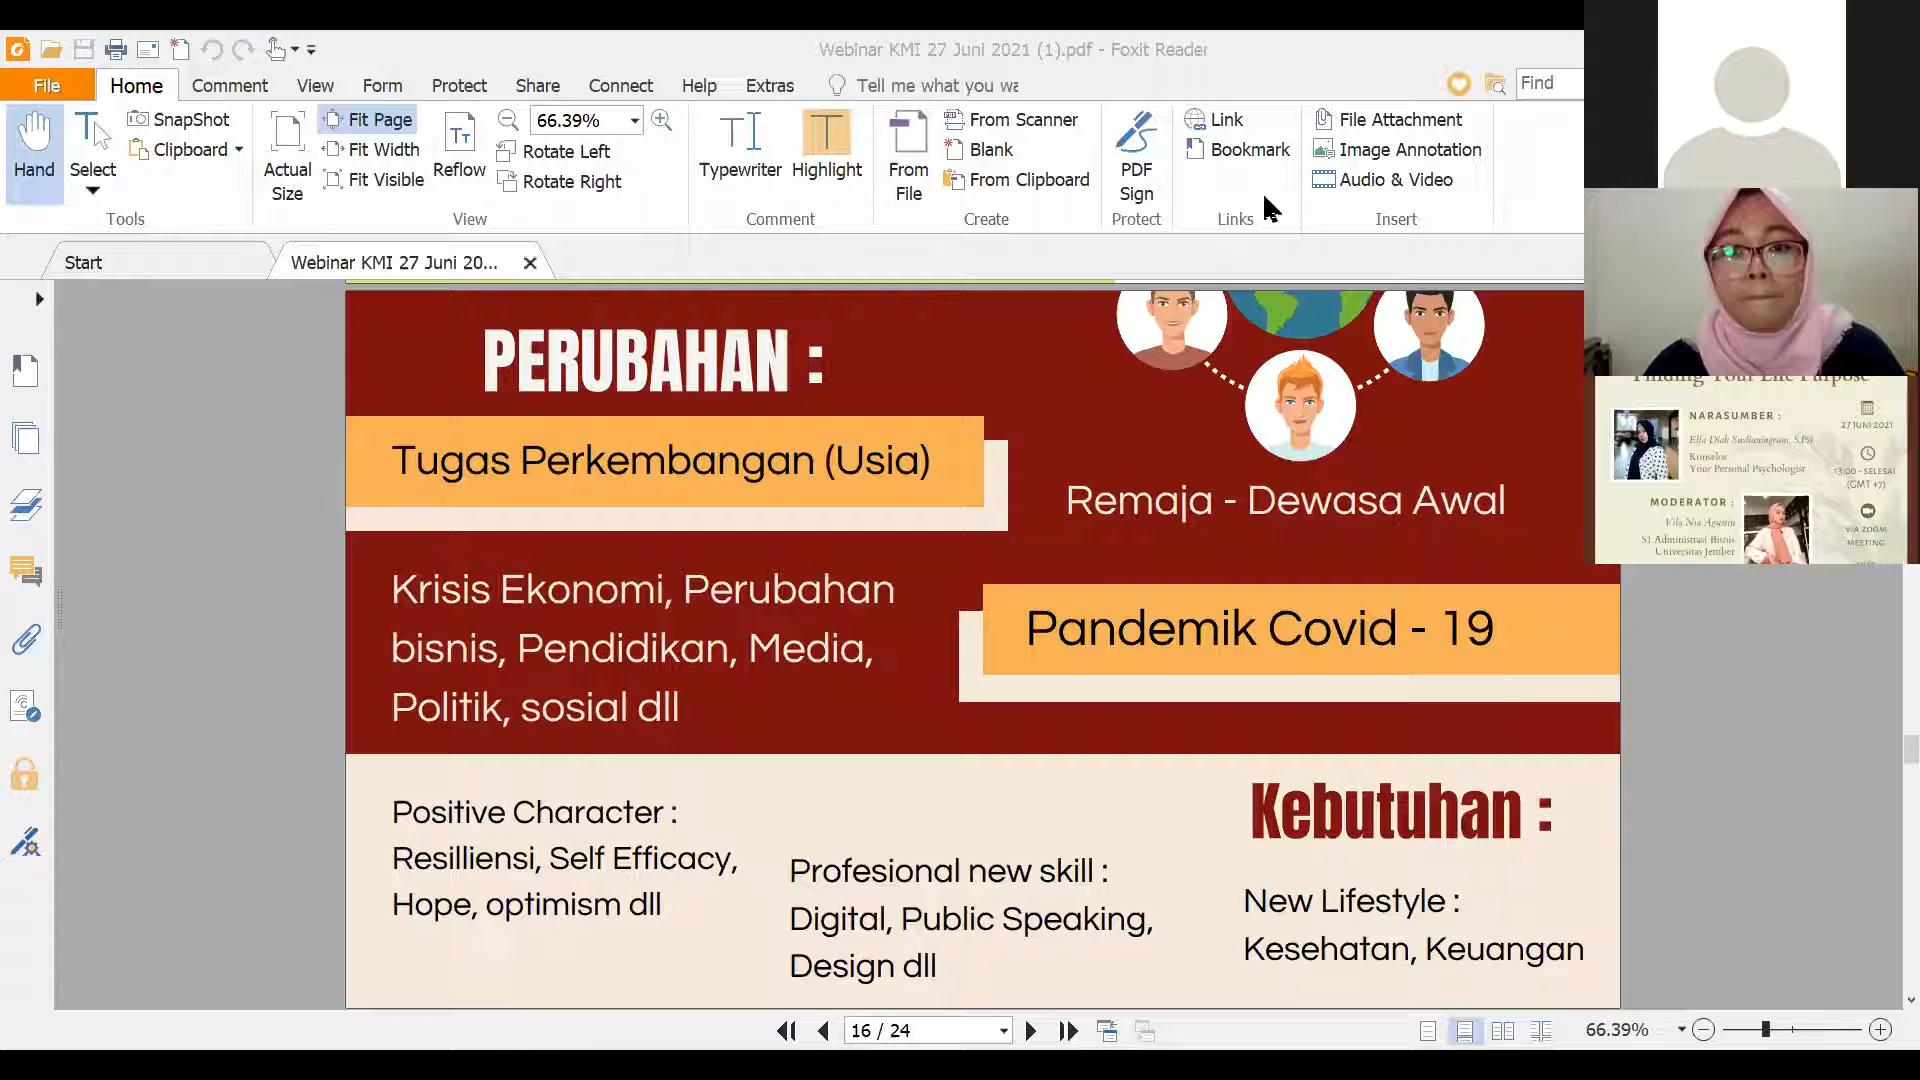 Webinar KMI 27 Juni 2021 (1).pdf - Foxit Reader
File Home Comment View Form Protect Share Connect Help Extras Tell me what you wa Find
Hand
Select
SnapShot
Clipboard
Tools
Actual
Size
Fit Page
Fit Width
Fit Visible
Reflow
66.39%
Rotate Left
Rotate Right
View
Typewriter
Highlight
Comment
From
File
From Scanner
Blank
From Clipboard
Create
PDF
Sign
Protect
Link
Bookmark
Links
File Attachment
Image Annotation
Audio & Video
Insert
Start
Webinar KMI 27 Juni 20...
PERUBAHAN :
Tugas Perkembangan (Usia)
Remaja - Dewasa Awal
Krisis Ekonomi, Perubahan
bisnis, Pendidikan, Media,
Politik, sosial dll
Pandemik Covid - 19
Kebutuhan :
Positive Character :
Resilliensi, Self Efficacy,
Hope, optimism dll
Profesional new skill :
Digital, Public Speaking,
Design dll
New Lifestyle :
Kesehatan, Keuangan
Finding Your Life Purpose
NARASUMBER :
Elfa Diah
Konselor
Your Personal Psychologist
27 JUNI 2021
13:00 - SELESAI
(GMT +7)
MODERATOR :
Vila Nia Agustin
S1 Administrasi Bisnis
Universitas Jember
VIA ZOOM
MEETING
16 / 24
66.39%